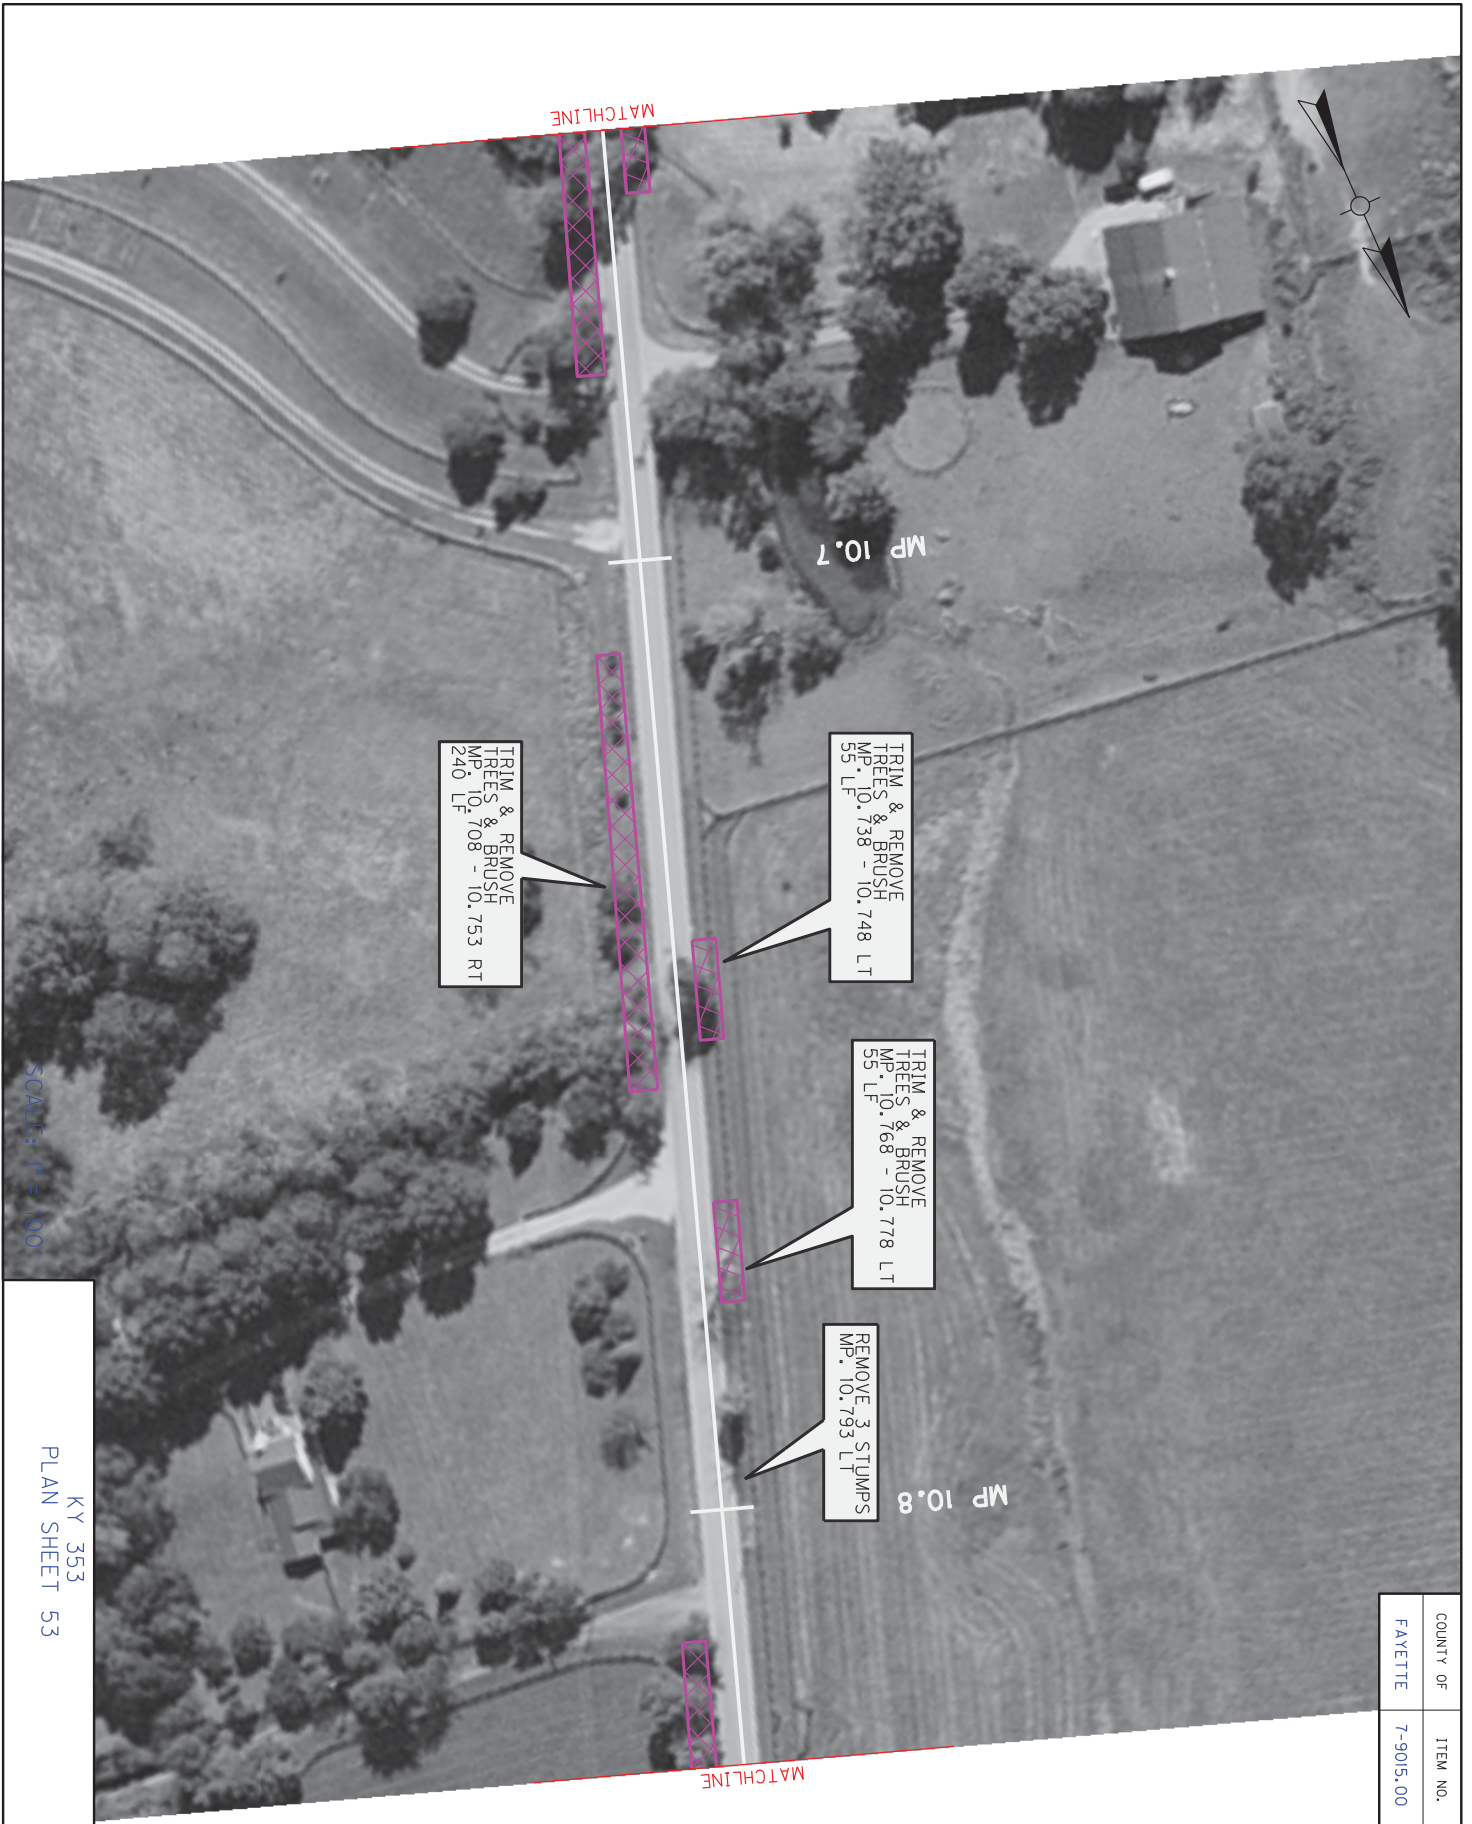 COUNTY OF
ITEM NO.
FAYETTE
7-9015.00
MATCHLINE
MP 10.7
TRIM & REMOVE
TREES & BRUSH
MP. 10.738 - 10.748 LT
55 LF
TRIM & REMOVE
TREES & BRUSH
MP. 10.768 - 10.778 LT
55 LF
REMOVE 3 STUMPS
MP. 10.793 LT
MP 10.8
TRIM & REMOVE
TREES & BRUSH
MP. 10.708 - 10.753 RT
240 LF
MATCHLINE
SCALE: 1" = 100'
KY 353
PLAN SHEET 53